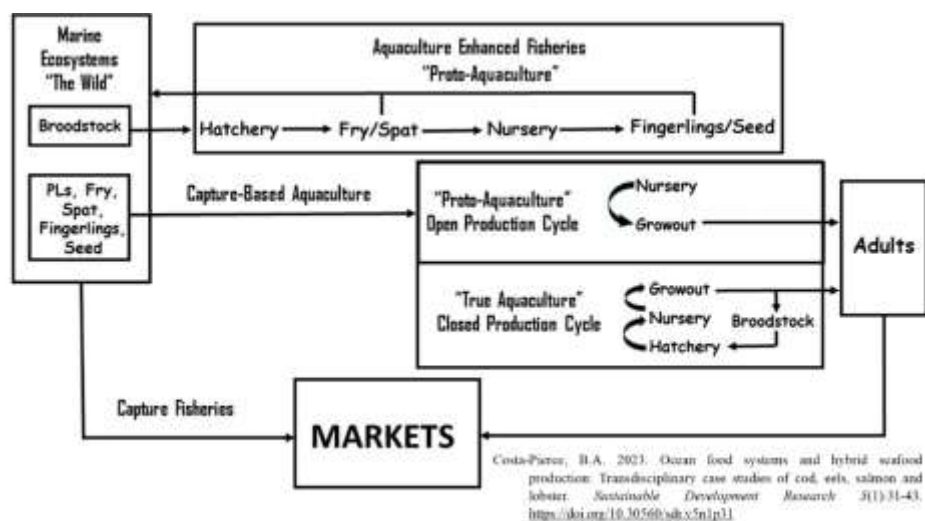 Marine
Ecosystems
"The Wild"
Broodstock
PLs, Fry,
Spat,
Fingerlings,
Seed
Aquaculture Enhanced Fisheries
"Proto-Aquaculture"
Hatchery
Fry/Spat
Nursery
Fingerlings/Seed
Capture-Based Aquaculture
"Proto-Aquaculture"
Open Production Cycle
Nursery
Growout
Adults
"True Aquaculture"
Closed Production Cycle
Growout
Nursery
Hatchery
Broodstock
Capture Fisheries
MARKETS
Costa-Pierce, B.A. 2023. Ocean food systems and hybrid seafood
production: Transdisciplinary case studies of cod, eels, salmon and
lobster. Sustainable Development Research 5(1):31-43.
https://doi.org/10.30560/sdr.v5n1p31